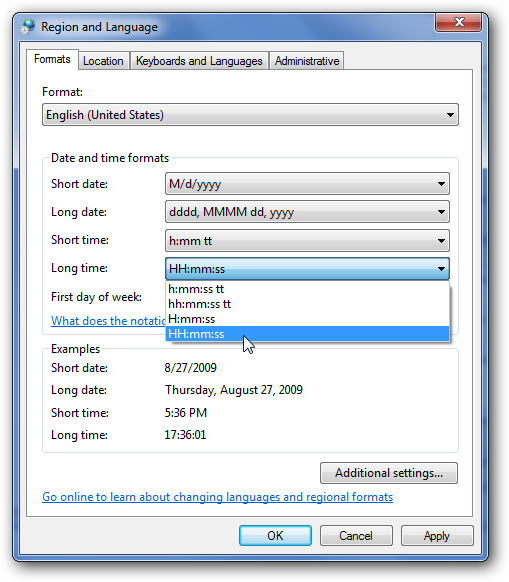 Region and Language
Formats Location Keyboards and Languages Administrative
Format:
English (United States)
Date and time formats
Short date: M/d/yyyy
Long date: dddd, MMMM dd, yyyy
Short time: h:mm tt
Long time: HH:mm:ss
h:mm:ss tt
First day of week: hh:mm:ss tt
H:mm:ss
What does the notatio
HH:mm:ss
Examples
Short date: 8/27/2009
Long date: Thursday, August 27, 2009
Short time: 5:36 PM
Long time: 17:36:01
Additional settings...
Go online to learn about changing languages and regional formats
OK Cancel Apply